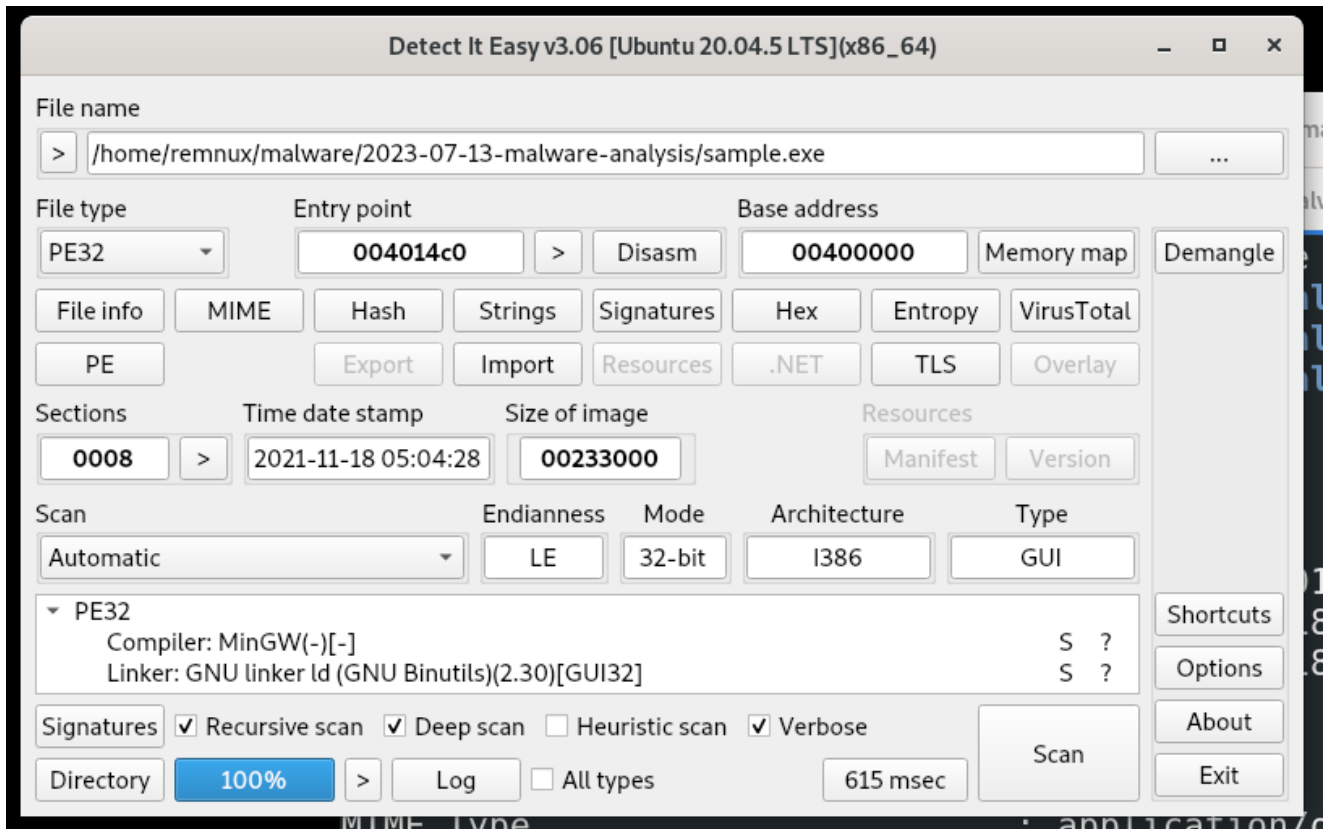 Detect It Easy v3.06 [Ubuntu 20.04.5 LTS](x86_64)
File name
> /home/remnux/malware/2023-07-13-malware-analysis/sample.exe ...
File type Entry point Base address
PE32 004014c0 > Disasm 00400000 Memory map Demangle
File info MIME Hash Strings Signatures Hex Entropy VirusTotal
PE Export Import Resources .NET TLS Overlay
Sections Time date stamp Size of image Resources
0008 > 2021-11-18 05:04:28 00233000 Manifest Version
Scan Endianness Mode Architecture Type
Automatic LE 32-bit I386 GUI
PE32
Compiler: MinGW(-)[-] S ?
Linker: GNU linker ld (GNU Binutils)(2.30)[GUI32] S ?
Shortcuts
Options
Signatures Recursive scan Deep scan Heuristic scan Verbose Scan About
Directory 100% > Log All types 615 msec Exit
MIME Type : application/